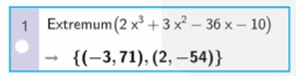 1 Extremum(2 x³ + 3 x² − 36 x − 10)
→ {(−3, 71), (2, −54)}